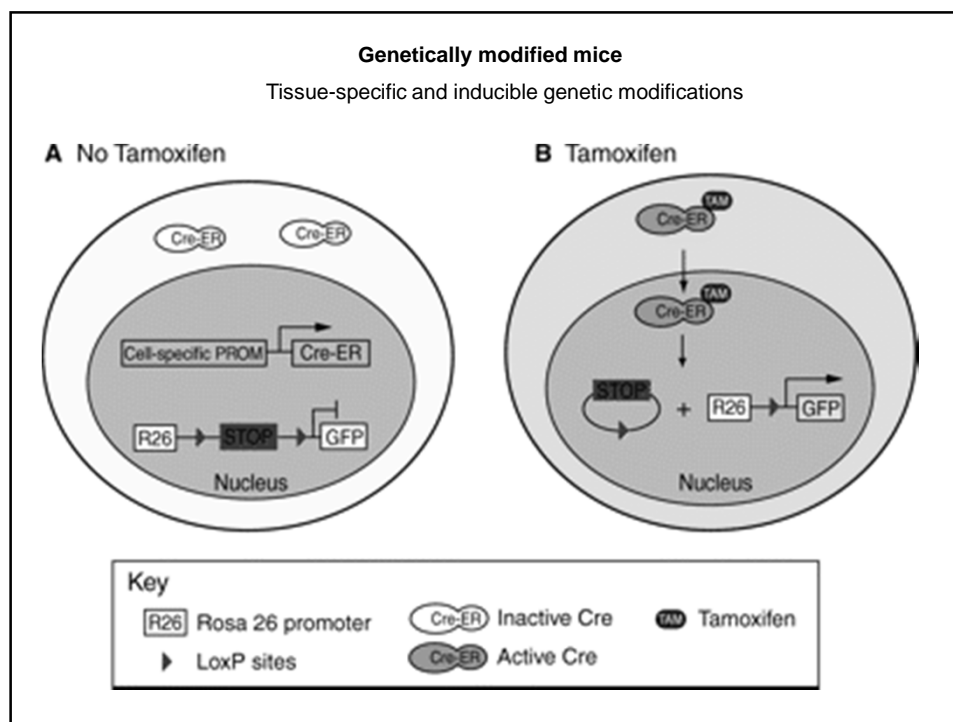 Genetically modified mice
Tissue-specific and inducible genetic modifications
A No Tamoxifen
Cre-ER
Cre-ER
Cell-specific PROM
Cre-ER
R26
STOP
GFP
Nucleus
B Tamoxifen
TAM
Cre-ER
TAM
Cre-ER
STOP
+
R26
GFP
Nucleus
Key
R26 Rosa 26 promoter
LoxP sites
Cre-ER Inactive Cre
Cre-ER Active Cre
TAM Tamoxifen